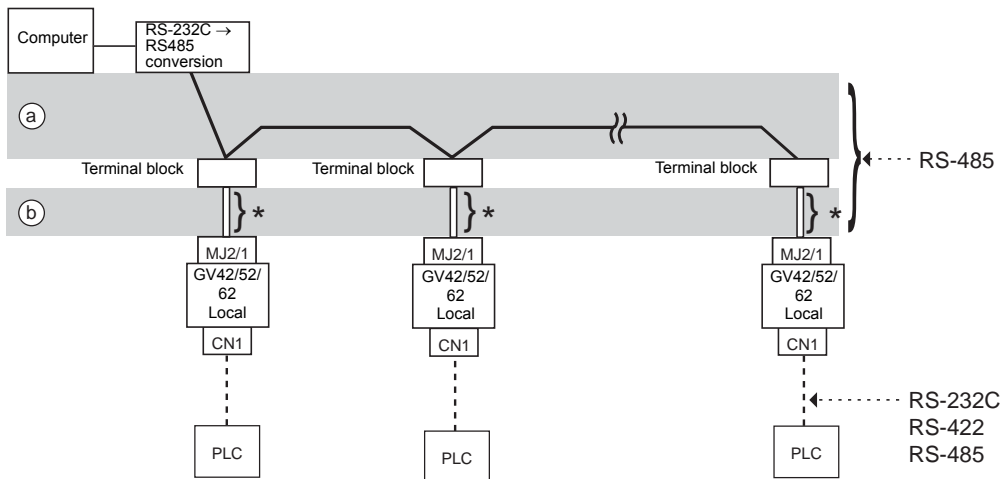 Computer
RS-232C →
RS485
conversion
a
Terminal block
Terminal block
Terminal block
RS-485
b
*
*
*
MJ2/1
GV42/52/
62
Local
CN1
MJ2/1
GV42/52/
62
Local
CN1
MJ2/1
GV42/52/
62
Local
CN1
RS-232C
RS-422
RS-485
PLC
PLC
PLC